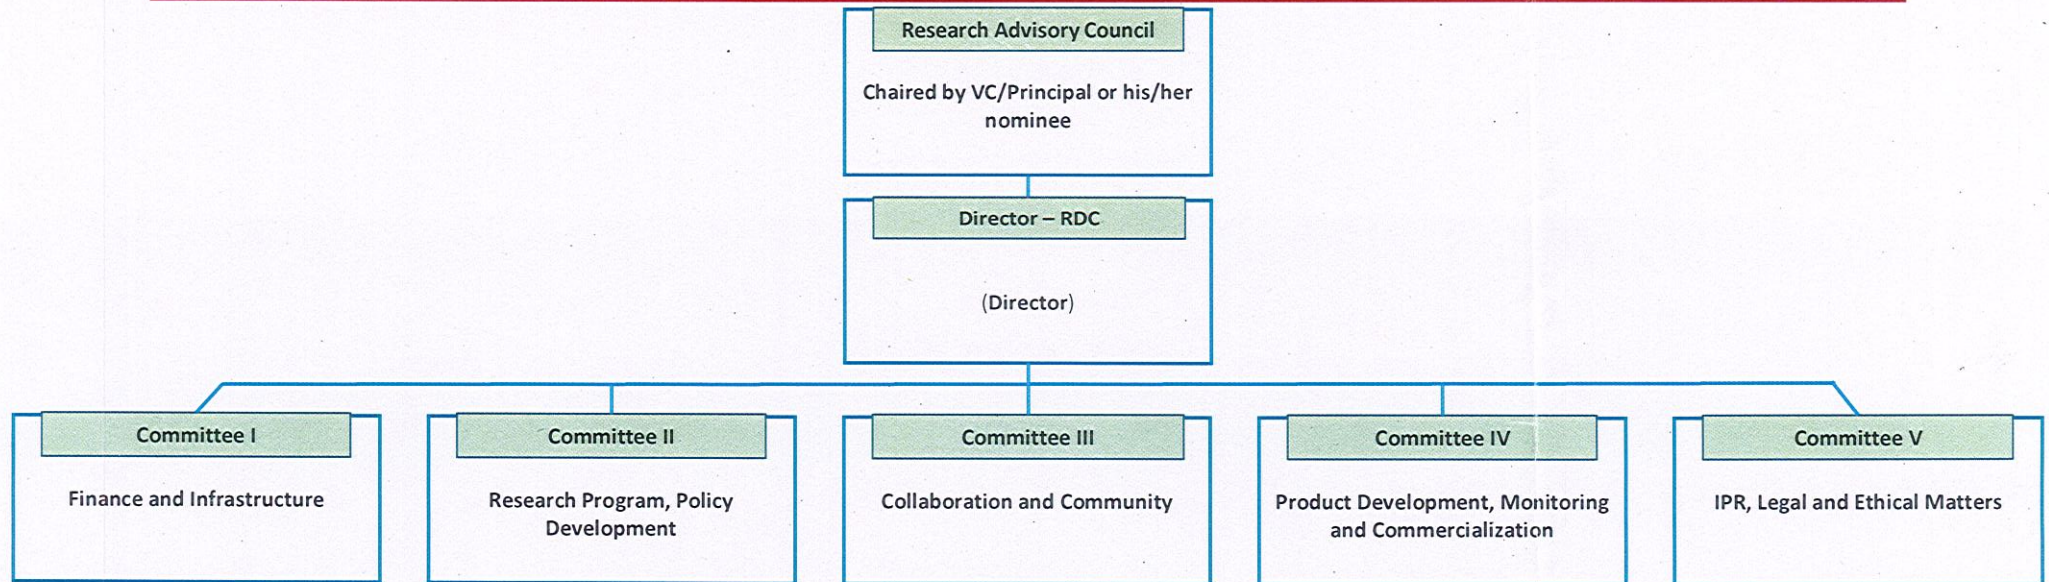 Research Advisory Council
Chaired by VC/Principal or his/her
nominee
Director – RDC
(Director)
Committee I
Finance and Infrastructure
Committee II
Research Program, Policy
Development
Committee III
Collaboration and Community
Committee IV
Product Development, Monitoring
and Commercialization
Committee V
IPR, Legal and Ethical Matters